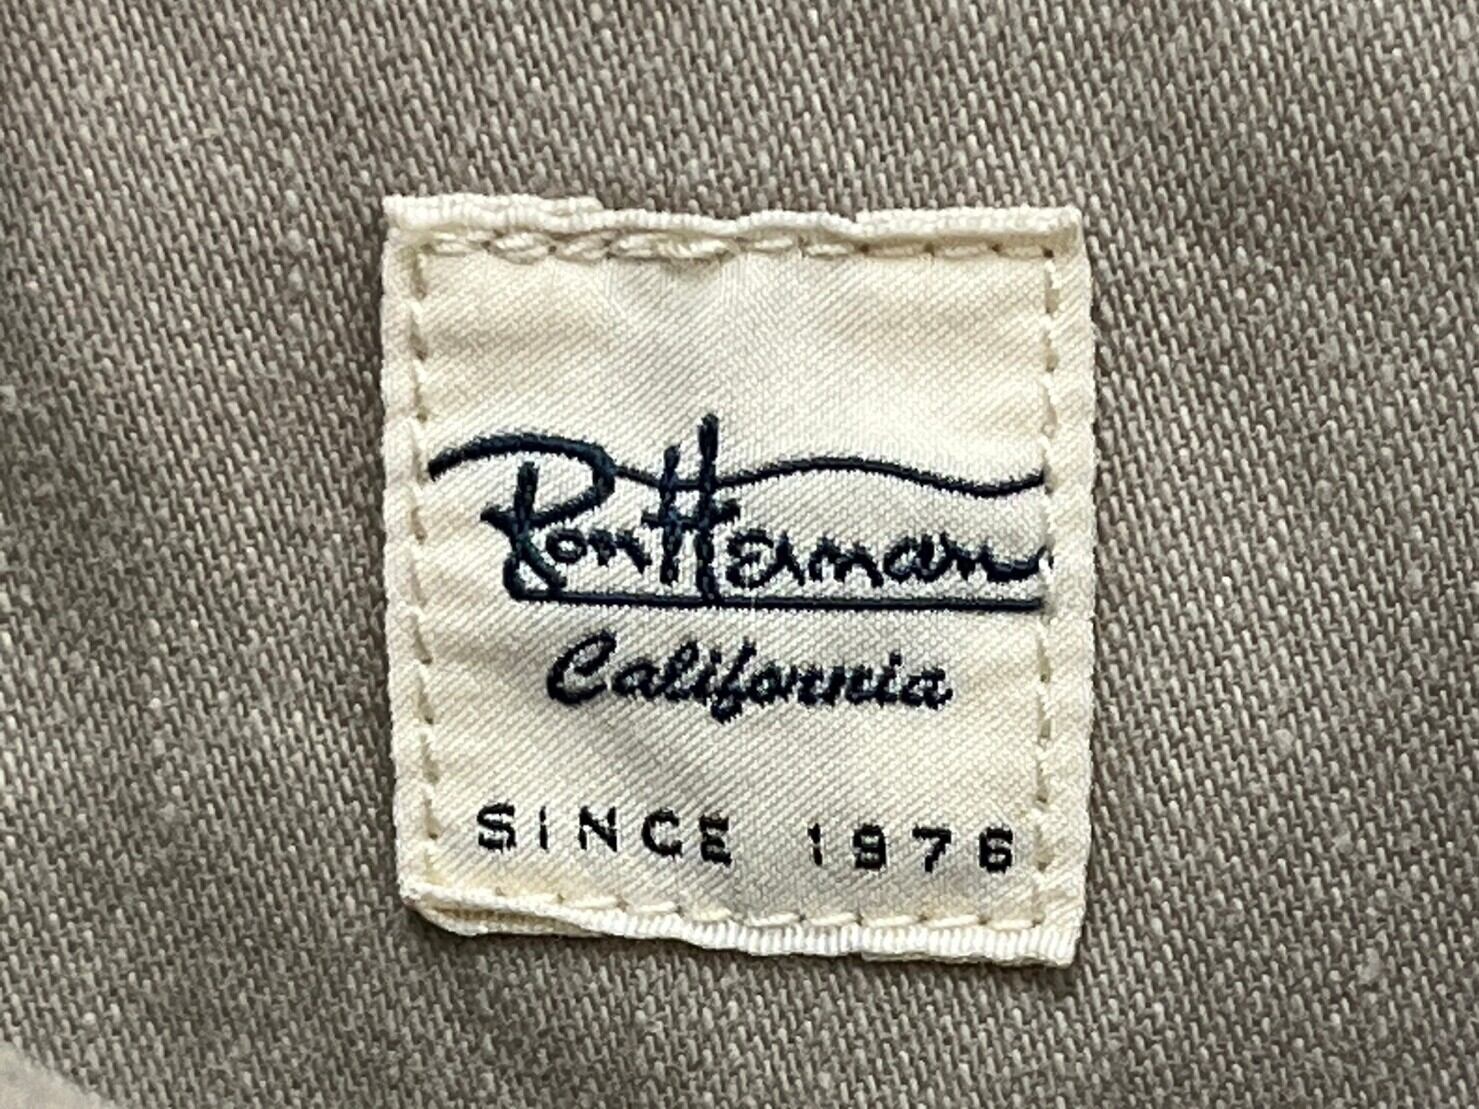 Ron Herman
California
SINCE 1976